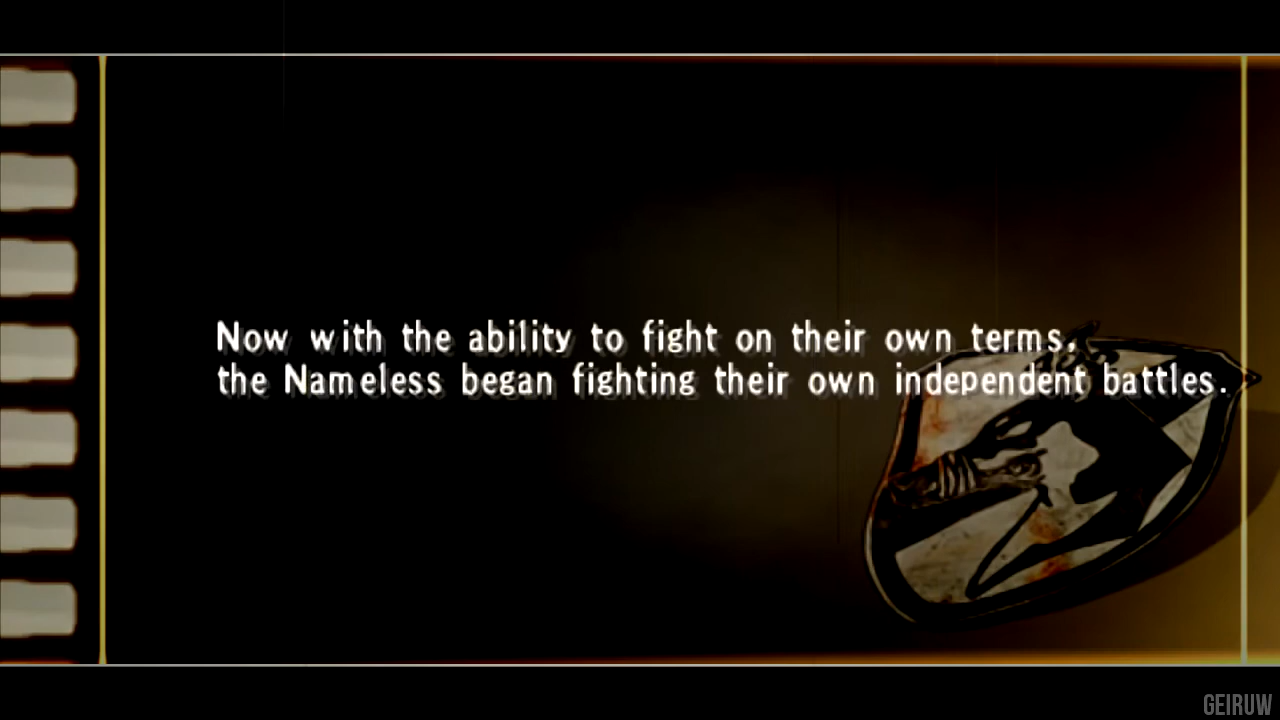 Now with the ability to fight on their own terms,
the Nameless began fighting their own independent battles.
GEIRUW